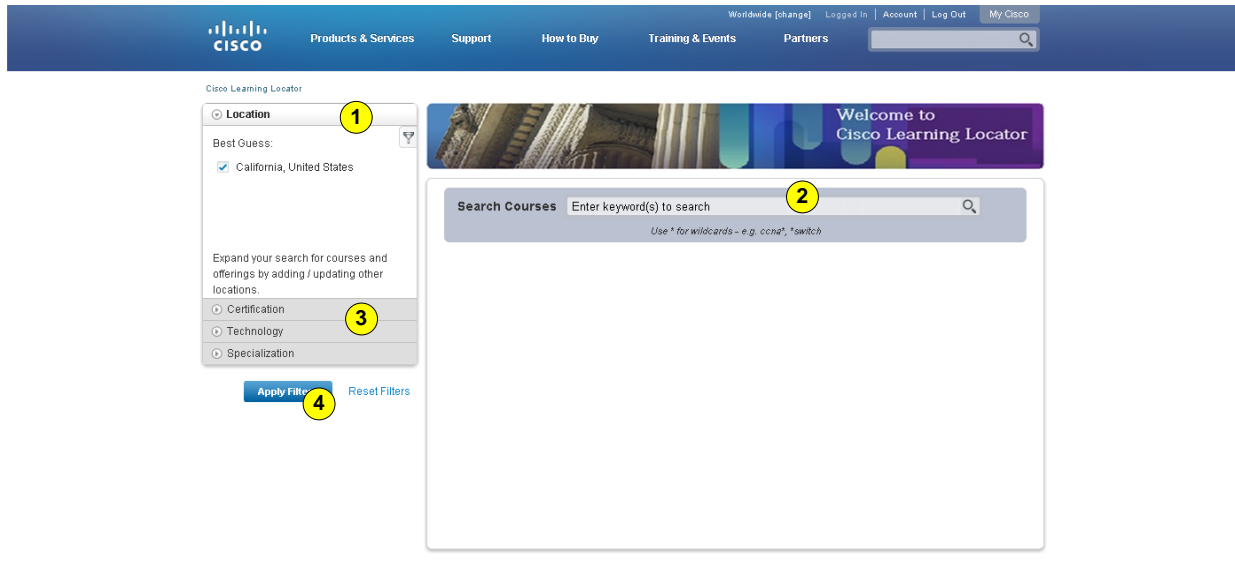 Worldwide [change] Logged In | Account | Log Out My Cisco
CISCO
Products & Services Support How to Buy Training & Events Partners
Cisco Learning Locator
Location
1
Best Guess:
California, United States
Expand your search for courses and
offerings by adding / updating other
locations.
Certification
3
Technology
Specialization
Apply Filte
4
Reset Filters
Welcome to
Cisco Learning Locator
2
Search Courses Enter keyword(s) to search
Use * for wildcards - e.g. ccna*, *switch